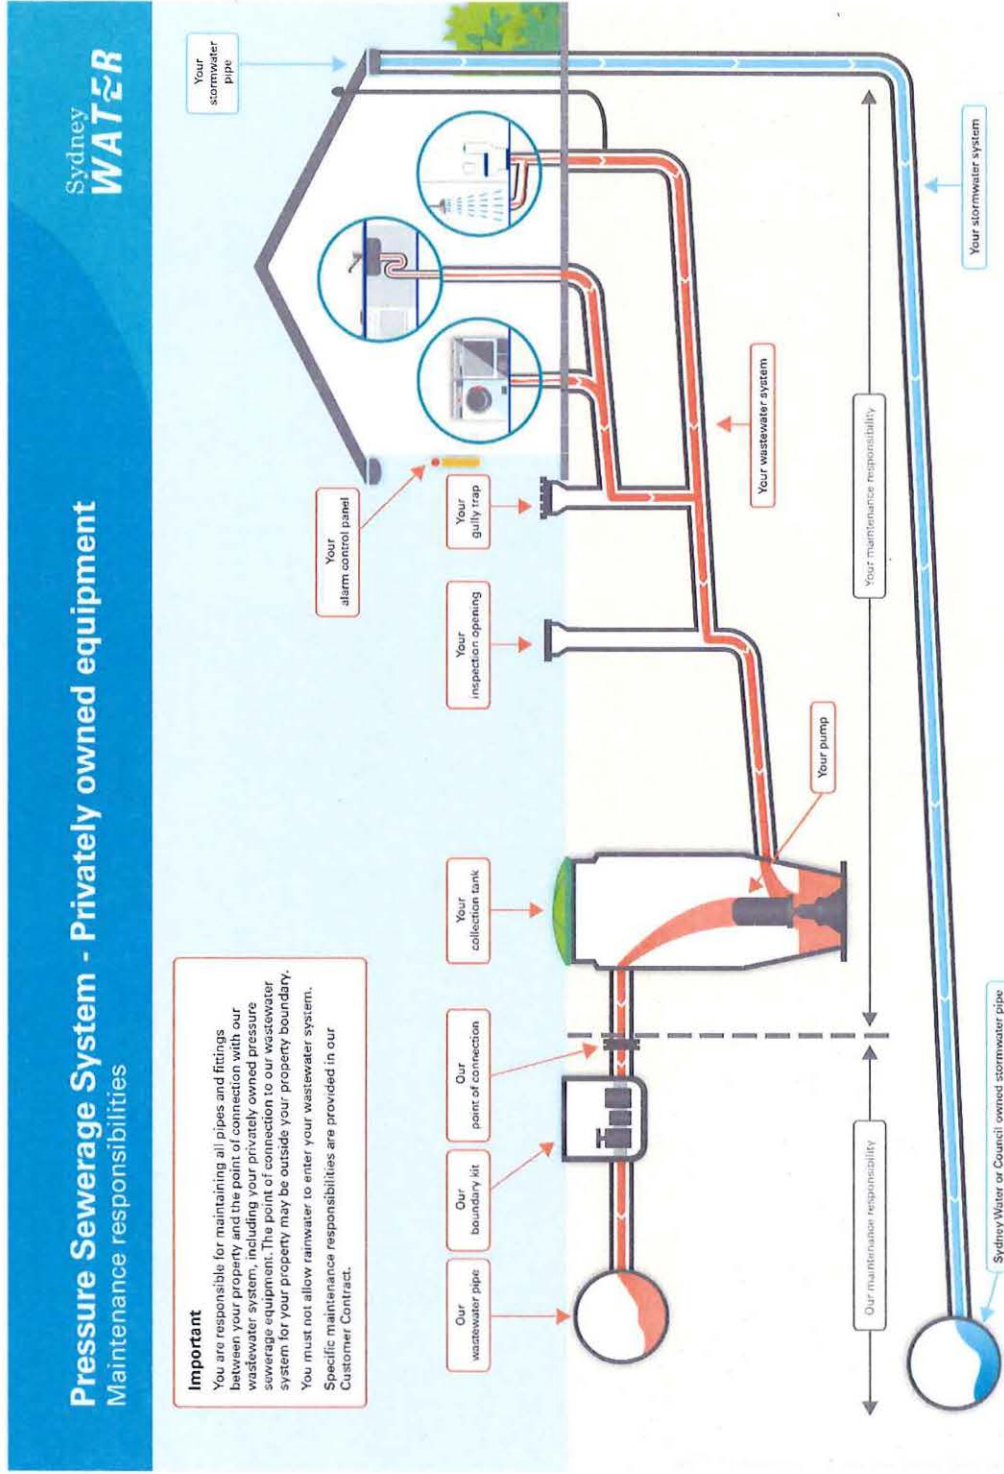 Pressure Sewerage System - Privately owned equipment
Maintenance responsibilities
Sydney
WATER
Important
You are responsible for maintaining all pipes and fittings
between your property and the point of connection with our
wastewater system, including your privately owned pressure
sewerage equipment. The point of connection to our wastewater
system for your property may be outside your property boundary.
You must not allow rainwater to enter your wastewater system.
Specific maintenance responsibilities are provided in our
Customer Contract.
Your
stormwater
pipe
Your
alarm control panel
Our
wastewater pipe
Our
boundary kit
Our
point of connection
Your
collection tank
Your
inspection opening
Your
gully trap
Your pump
Your wastewater system
Our maintenance responsibility
Your maintenance responsibility
Your stormwater system
Sydney Water or Council owned stormwater pipe